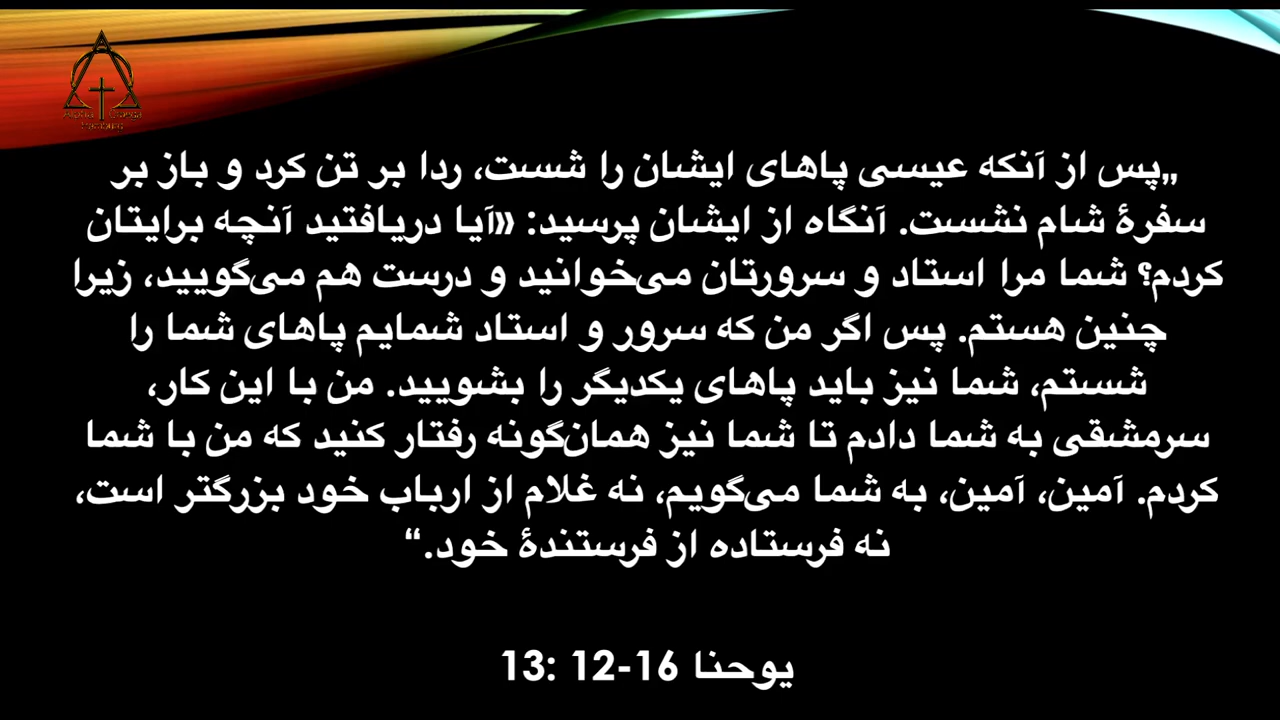 Alpha Omega
Hamburg
„پس از آنکه عیسی پاهای ایشان را شست، ردا بر تن کرد و باز بر
سفرهٔ شام نشست. آنگاه از ایشان پرسید: «آیا دریافتید آنچه برایتان
کردم؟ شما مرا استاد و سرورتان می‌خوانید و درست هم می‌گویید، زیرا
چنین هستم. پس اگر من که سرور و استاد شمایم پاهای شما را
شستم، شما نیز باید پاهای یکدیگر را بشویید. من با این کار،
سرمشقی به شما دادم تا شما نیز همان‌گونه رفتار کنید که من با شما
کردم. آمین، آمین، به شما می‌گویم، نه غلام از ارباب خود بزرگتر است،
نه فرستاده از فرستندهٔ خود.“
یوحنا 13: 12-16